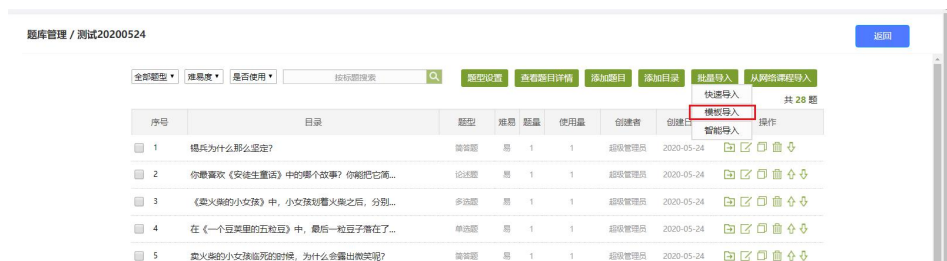 题库管理 / 测试20200524 返回
全部题型 难易度 是否使用 按标题搜索 题型设置 查看题目详情 添加题目 添加目录 批量导入 从网络课程导入
快速导入
共 28 题
模板导入
序号 目录 题型 难易 题量 使用量 创建者 创建日 操作
智能导入
1 锡兵为什么那么坚定? 简答题 易 1 1 超级管理员 2020-05-24
2 你最喜欢《安徒生童话》中的哪个故事?你能把它简... 论述题 易 1 1 超级管理员 2020-05-24
3 《卖火柴的小女孩》中,小女孩划着火柴之后,分别... 多选题 易 1 1 超级管理员 2020-05-24
4 在《一个豆荚里的五粒豆》中,最后一粒豆子落在了... 单选题 易 1 1 超级管理员 2020-05-24
5 卖火柴的小女孩临死的时候,为什么会露出微笑呢? 简答题 易 1 1 超级管理员 2020-05-24